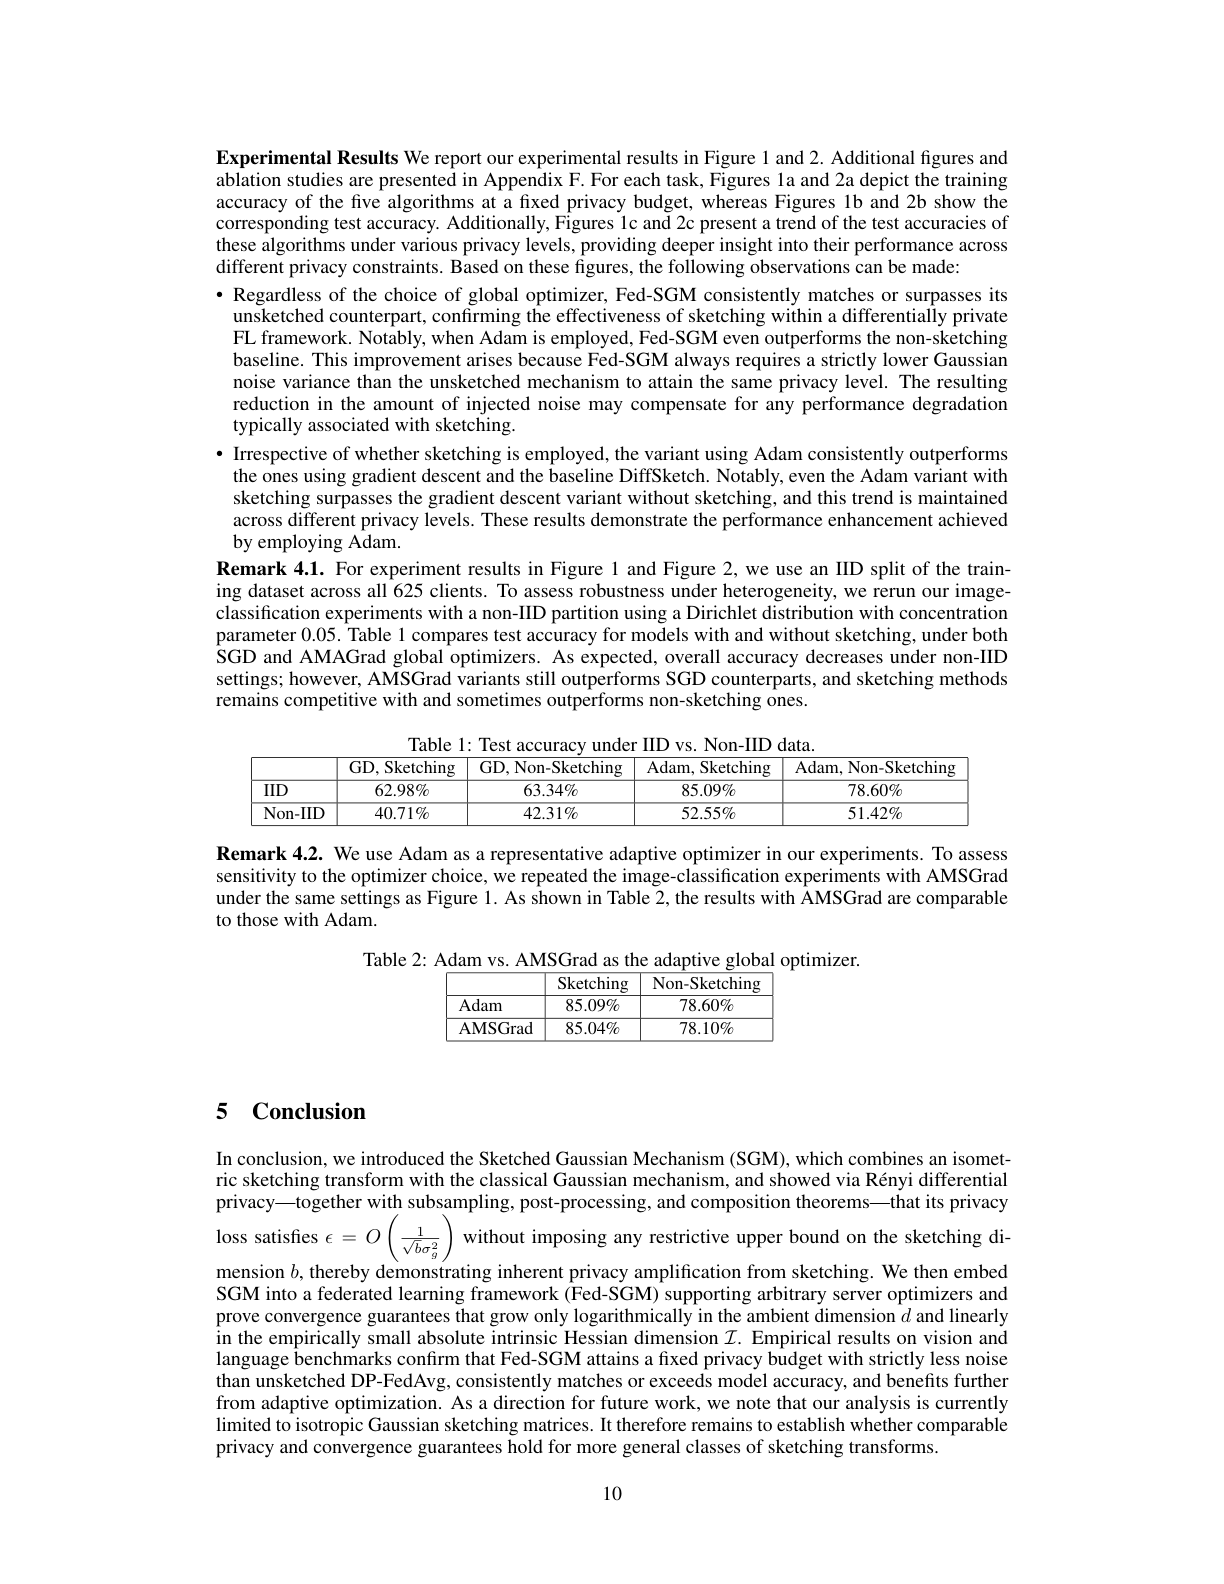 Experimental Results We report our experimental results in Figure 1 and 2. Additional figures and
ablation studies are presented in Appendix F. For each task, Figures 1a and 2a depict the training
accuracy of the five algorithms at a fixed privacy budget, whereas Figures 1b and 2b show the
corresponding test accuracy. Additionally, Figures 1c and 2c present a trend of the test accuracies of
these algorithms under various privacy levels, providing deeper insight into their performance across
different privacy constraints. Based on these figures, the following observations can be made:
• Regardless of the choice of global optimizer, Fed-SGM consistently matches or surpasses its
unsketched counterpart, confirming the effectiveness of sketching within a differentially private
FL framework. Notably, when Adam is employed, Fed-SGM even outperforms the non-sketching
baseline. This improvement arises because Fed-SGM always requires a strictly lower Gaussian
noise variance than the unsketched mechanism to attain the same privacy level. The resulting
reduction in the amount of injected noise may compensate for any performance degradation
typically associated with sketching.
• Irrespective of whether sketching is employed, the variant using Adam consistently outperforms
the ones using gradient descent and the baseline DiffSketch. Notably, even the Adam variant with
sketching surpasses the gradient descent variant without sketching, and this trend is maintained
across different privacy levels. These results demonstrate the performance enhancement achieved
by employing Adam.
Remark 4.1. For experiment results in Figure 1 and Figure 2, we use an IID split of the train-
ing dataset across all 625 clients. To assess robustness under heterogeneity, we rerun our image-
classification experiments with a non-IID partition using a Dirichlet distribution with concentration
parameter 0.05. Table 1 compares test accuracy for models with and without sketching, under both
SGD and AMAGrad global optimizers. As expected, overall accuracy decreases under non-IID
settings; however, AMSGrad variants still outperforms SGD counterparts, and sketching methods
remains competitive with and sometimes outperforms non-sketching ones.
Table 1: Test accuracy under IID vs. Non-IID data.
GD, Sketching GD, Non-Sketching Adam, Sketching Adam, Non-Sketching
IID 62.98% 63.34% 85.09% 78.60%
Non-IID 40.71% 42.31% 52.55% 51.42%
Remark 4.2. We use Adam as a representative adaptive optimizer in our experiments. To assess
sensitivity to the optimizer choice, we repeated the image-classification experiments with AMSGrad
under the same settings as Figure 1. As shown in Table 2, the results with AMSGrad are comparable
to those with Adam.
Table 2: Adam vs. AMSGrad as the adaptive global optimizer.
Sketching Non-Sketching
Adam 85.09% 78.60%
AMSGrad 85.04% 78.10%
5 Conclusion
In conclusion, we introduced the Sketched Gaussian Mechanism (SGM), which combines an isomet-
ric sketching transform with the classical Gaussian mechanism, and showed via Rényi differential
privacy—together with subsampling, post-processing, and composition theorems—that its privacy
loss satisfies ϵ = O(1/(√b σ_g^2)) without imposing any restrictive upper bound on the sketching di-
mension b, thereby demonstrating inherent privacy amplification from sketching. We then embed
SGM into a federated learning framework (Fed-SGM) supporting arbitrary server optimizers and
prove convergence guarantees that grow only logarithmically in the ambient dimension d and linearly
in the empirically small absolute intrinsic Hessian dimension ℐ. Empirical results on vision and
language benchmarks confirm that Fed-SGM attains a fixed privacy budget with strictly less noise
than unsketched DP-FedAvg, consistently matches or exceeds model accuracy, and benefits further
from adaptive optimization. As a direction for future work, we note that our analysis is currently
limited to isotropic Gaussian sketching matrices. It therefore remains to establish whether comparable
privacy and convergence guarantees hold for more general classes of sketching transforms.
10